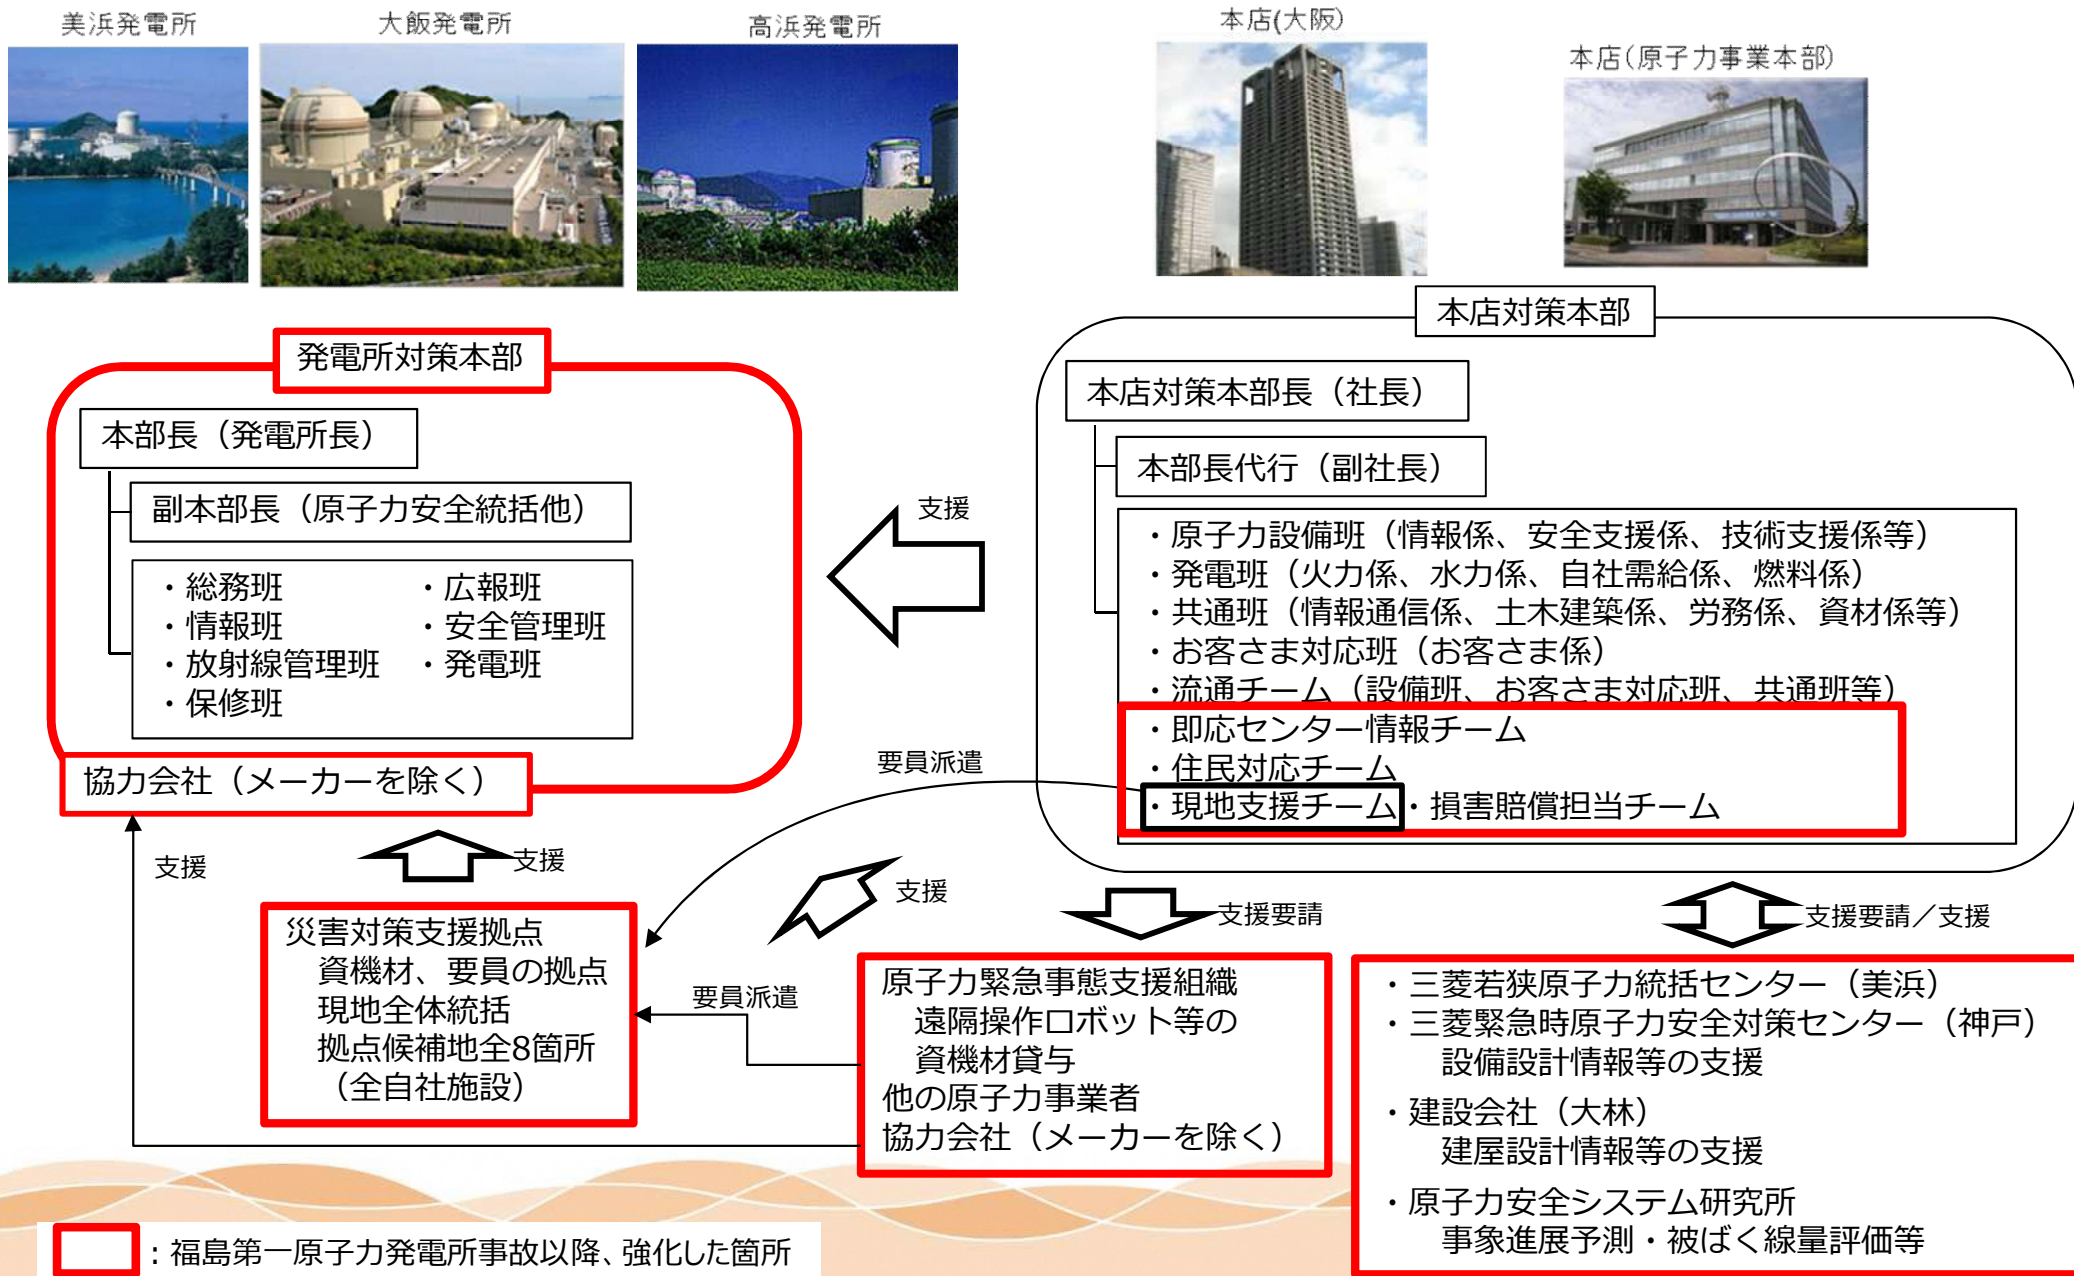 美浜発電所
大飯発電所
高浜発電所
本店(大阪)
本店(原子力事業本部)
発電所対策本部
本部長（発電所長）
副本部長（原子力安全統括他）
・総務班
・広報班
・情報班
・安全管理班
・放射線管理班
・発電班
・保修班
協力会社（メーカーを除く）
支援
本店対策本部
本店対策本部長（社長）
本部長代行（副社長）
・原子力設備班（情報係、安全支援係、技術支援係等）
・発電班（火力係、水力係、自社需給係、燃料係）
・共通班（情報通信係、土木建築係、労務係、資材係等）
・お客さま対応班（お客さま係）
・流通チーム（設備班、お客さま対応班、共通班等）
・即応センター情報チーム
・住民対応チーム
・現地支援チーム・損害賠償担当チーム
要員派遣
支援
支援
支援
支援要請
支援要請／支援
災害対策支援拠点
資機材、要員の拠点
現地全体統括
拠点候補地全8箇所
（全自社施設）
要員派遣
原子力緊急事態支援組織
遠隔操作ロボット等の
資機材貸与
他の原子力事業者
協力会社（メーカーを除く）
・三菱若狭原子力統括センター（美浜）
・三菱緊急時原子力安全対策センター（神戸）
設備設計情報等の支援
・建設会社（大林）
建屋設計情報等の支援
・原子力安全システム研究所
事象進展予測・被ばく線量評価等
：福島第一原子力発電所事故以降、強化した箇所